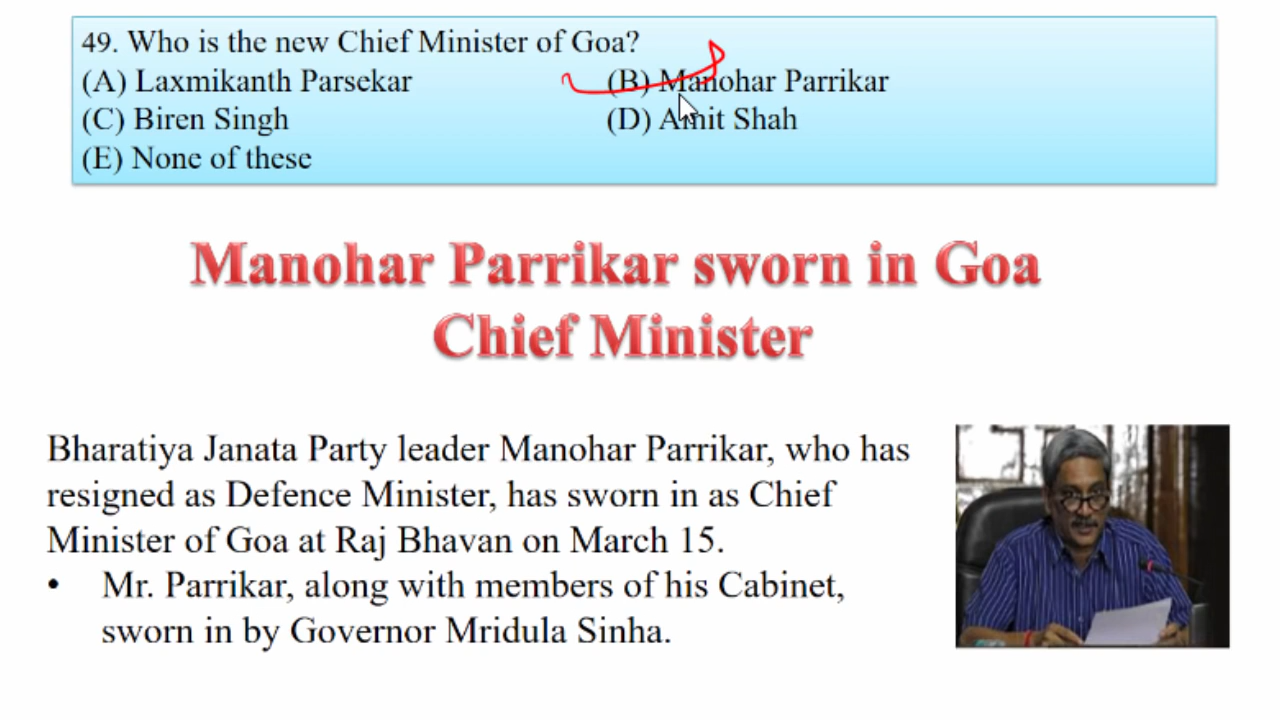 49. Who is the new Chief Minister of Goa?
(A) Laxmikanth Parsekar (B) Manohar Parrikar
(C) Biren Singh (D) Amit Shah
(E) None of these
Manohar Parrikar sworn in Goa
Chief Minister
Bharatiya Janata Party leader Manohar Parrikar, who has
resigned as Defence Minister, has sworn in as Chief
Minister of Goa at Raj Bhavan on March 15.
• Mr. Parrikar, along with members of his Cabinet,
sworn in by Governor Mridula Sinha.